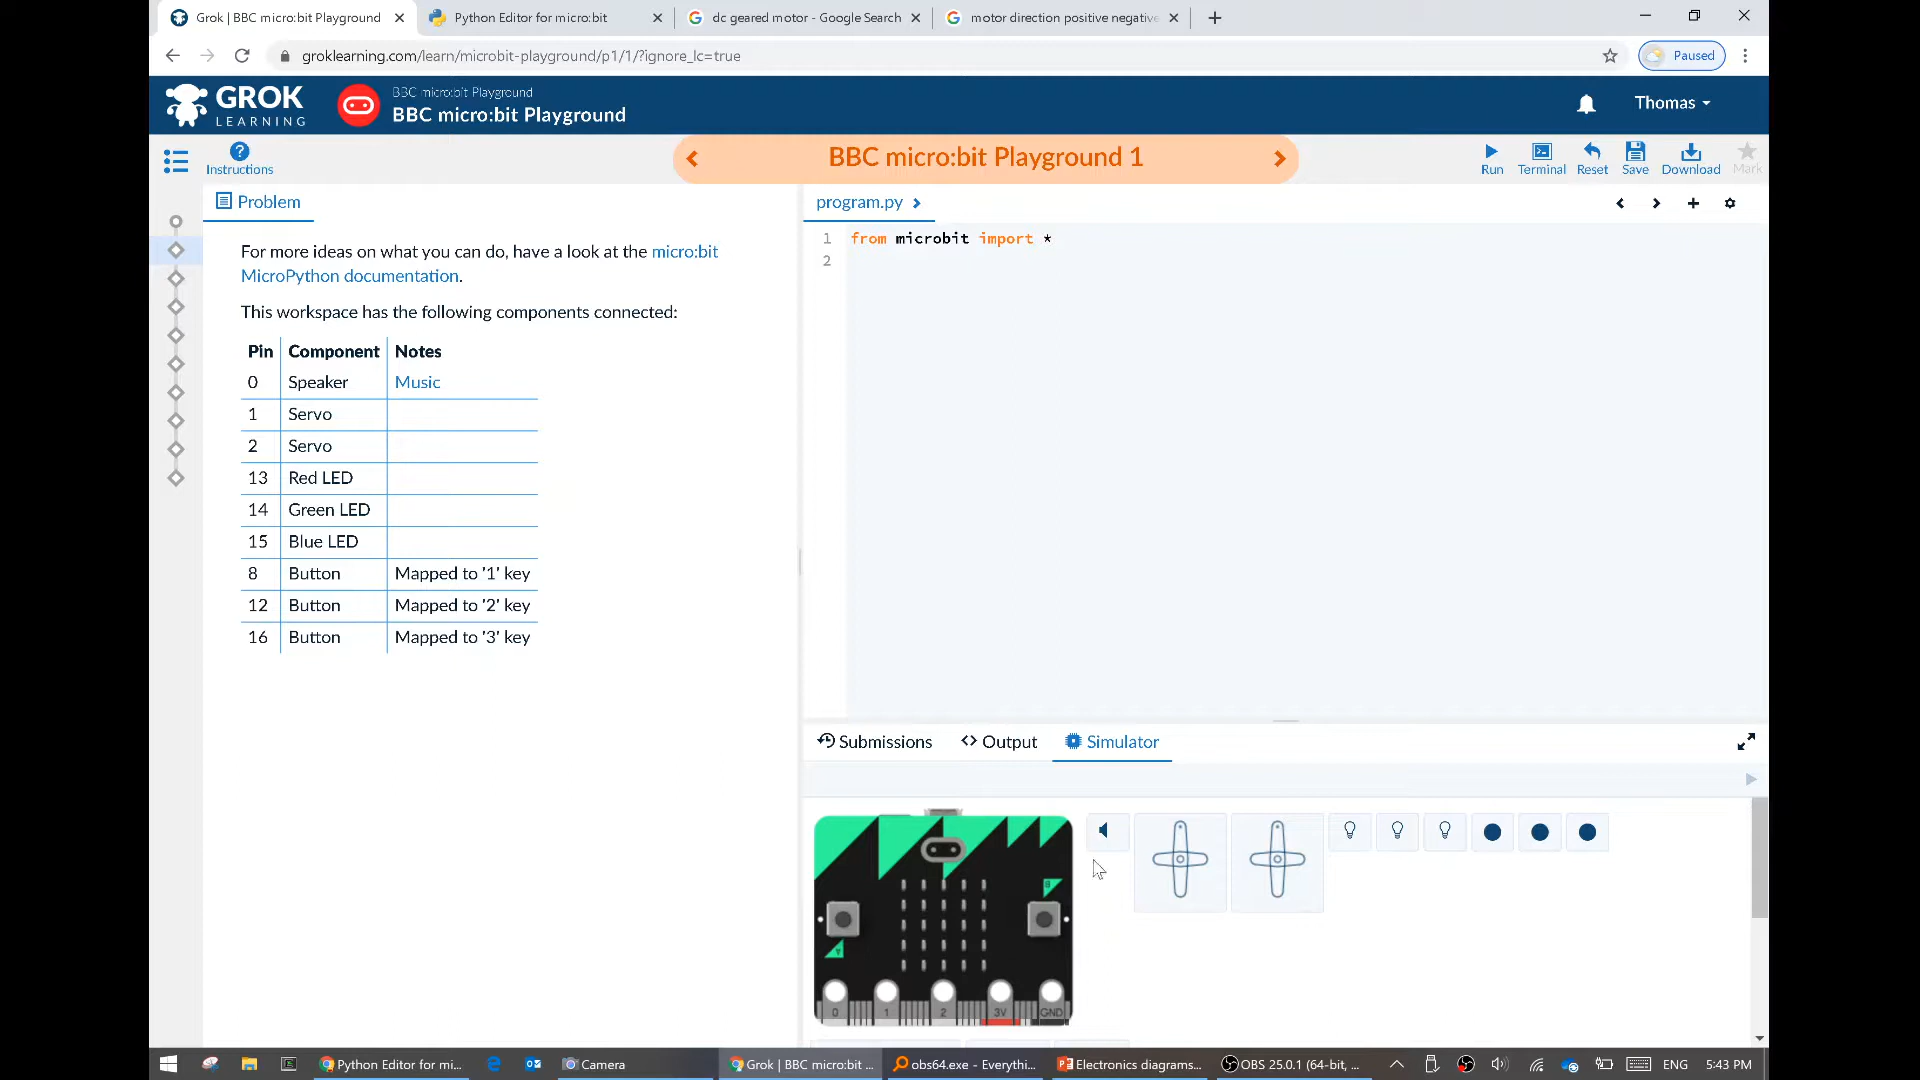 Grok | BBC micro:bit Playground
Python Editor for micro:bit
dc geared motor - Google Search
motor direction positive negative
groklearning.com/learn/microbit-playground/p1/1/?ignore_lc=true
Paused
GROK
LEARNING
BBC micro:bit Playground
BBC micro:bit Playground
Thomas
Instructions
BBC micro:bit Playground 1
Run
Terminal
Reset
Save
Download
Mark
Problem
program.py
For more ideas on what you can do, have a look at the micro:bit
MicroPython documentation.
This workspace has the following components connected:
Pin Component Notes
0 Speaker Music
1 Servo
2 Servo
13 Red LED
14 Green LED
15 Blue LED
8 Button Mapped to '1' key
12 Button Mapped to '2' key
16 Button Mapped to '3' key
1 from microbit import *
2
Submissions
Output
Simulator
B
A
0 1 2 3V GND
Python Editor for mi...
Camera
Grok | BBC micro:bit ...
obs64.exe - Everythi...
Electronics diagrams...
OBS 25.0.1 (64-bit, ...
ENG
5:43 PM